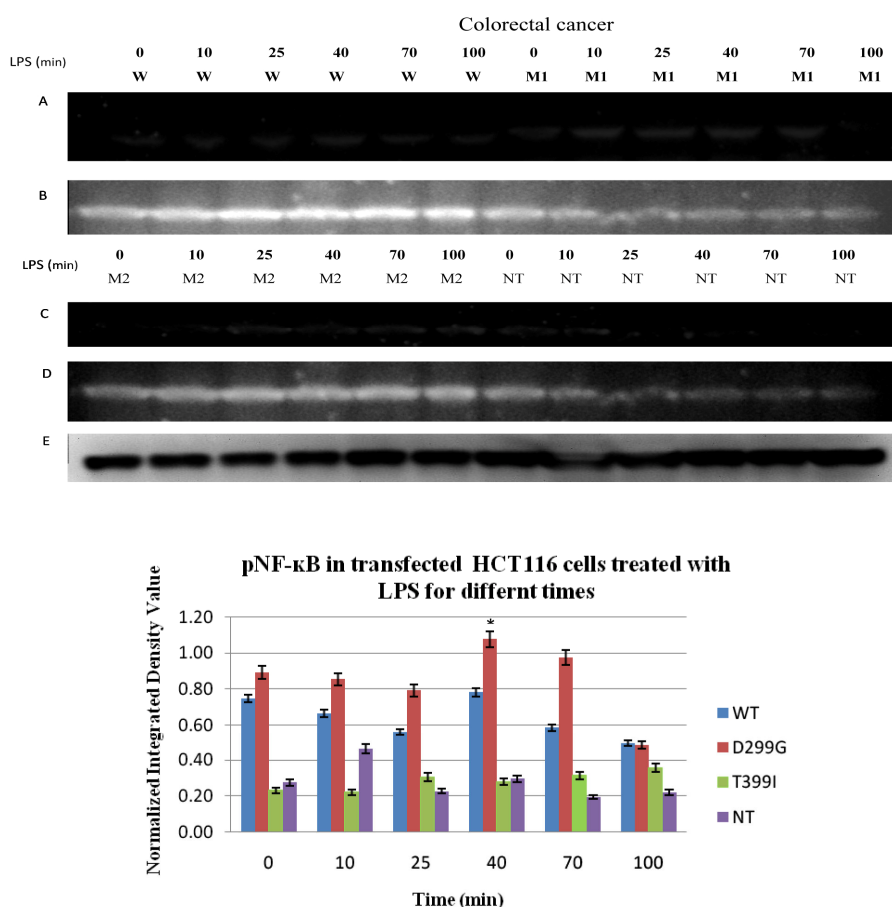 Colorectal cancer
LPS (min) 0 10 25 40 70 100 0 10 25 40 70 100
W W W W W W M1 M1 M1 M1 M1 M1
A
B
LPS (min) 0 10 25 40 70 100 0 10 25 40 70 100
M2 M2 M2 M2 M2 M2 NT NT NT NT NT NT
C
D
E
pNF-κB in transfected HCT116 cells treated with
LPS for differnt times
Normalized Integrated Density Value
1.20
1.00
0.80
0.60
0.40
0.20
0.00
*
0 10 25 40 70 100
Time (min)
WT
D299G
T399I
NT